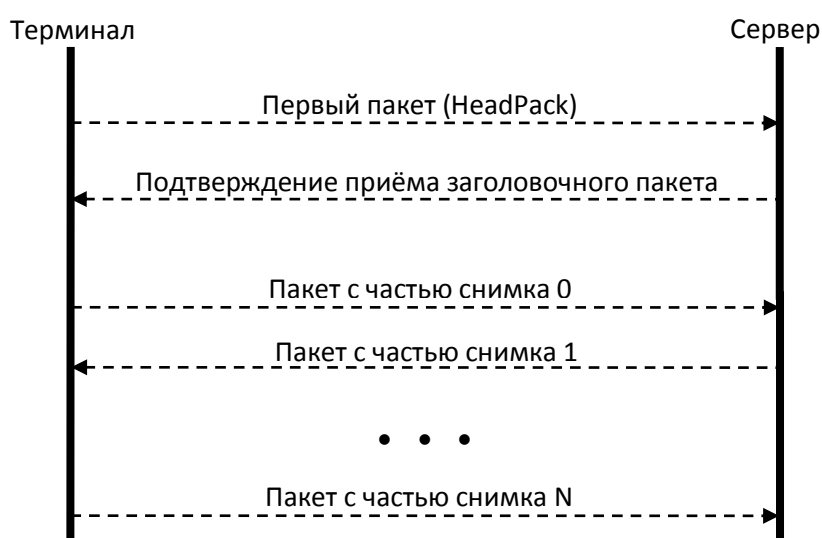 Терминал
Сервер
Первый пакет (HeadPack)
Подтверждение приёма заголовочного пакета
Пакет с частью снимка 0
Пакет с частью снимка 1
• • •
Пакет с частью снимка N